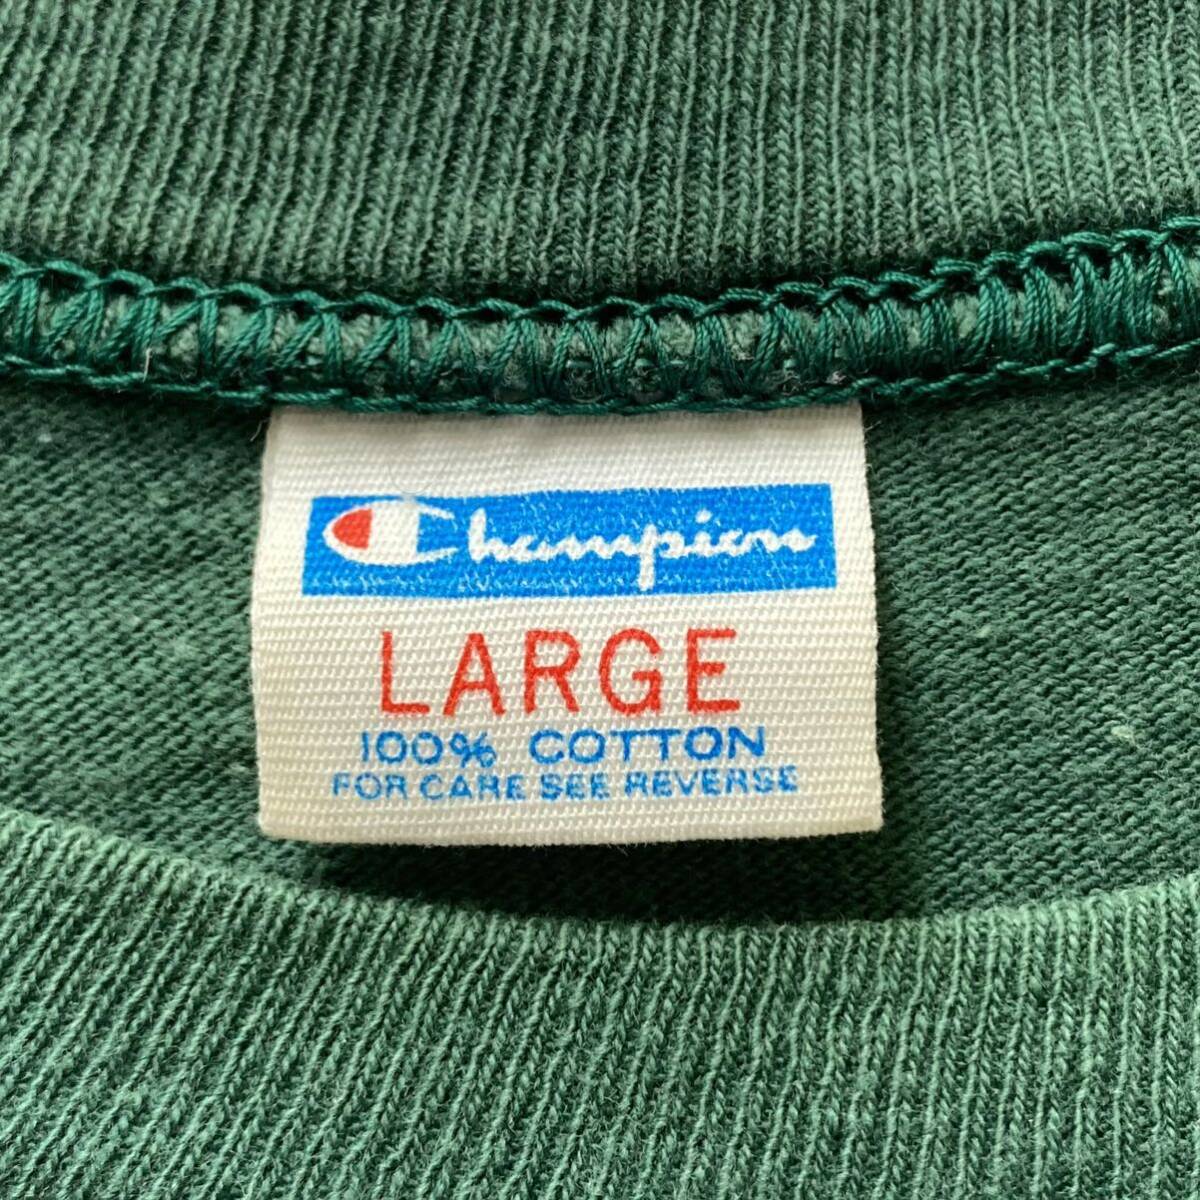 Champion
LARGE
100% COTTON
FOR CARE SEE REVERSE